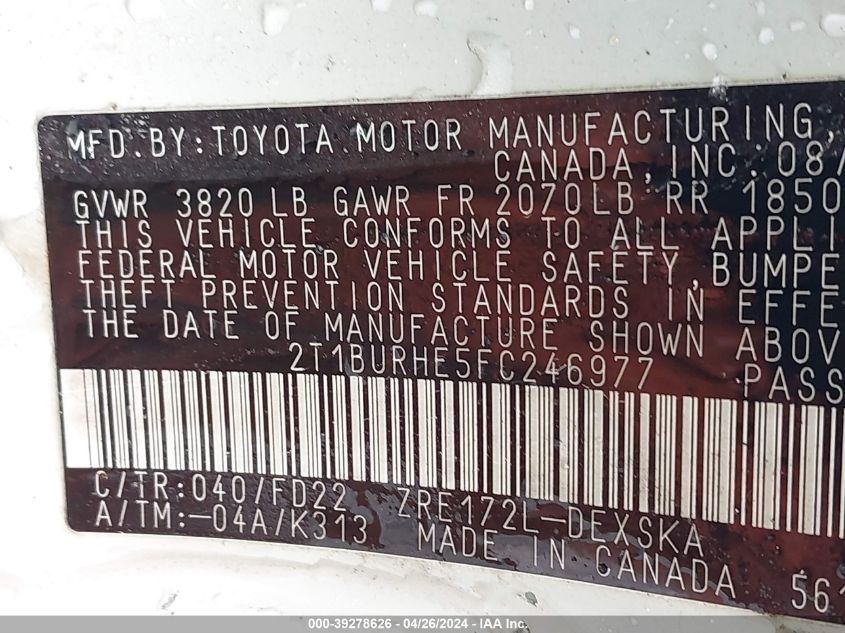 MFD.BY:TOYOTA MOTOR MANUFACTURING,
CANADA, INC. 08/
GVWR 3820 LB GAWR FR 2070LB RR 1850
THIS VEHICLE CONFORMS TO ALL APPLI
FEDERAL MOTOR VEHICLE SAFETY, BUMPE
THEFT PREVENTION STANDARDS IN EFFE
THE DATE OF MANUFACTURE SHOWN ABOV
2T1BURHE5FC246977 PASS
C/TR:040/FD22 ZRE172L-DEXSKA
A/TM:-04A/K313 MADE IN CANADA 561
000-39278626 - 04/26/2024 - IAA Inc.